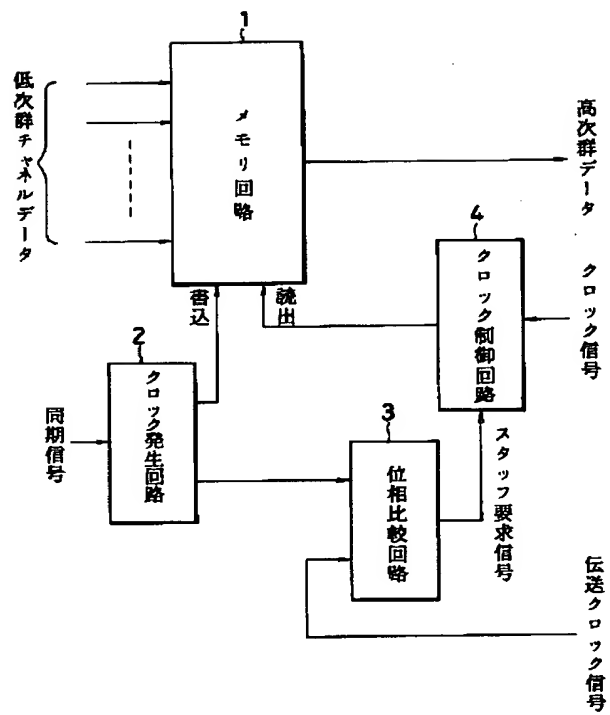 1
メモリ回路
低次群チャネルデータ
高次群データ
4
クロック制御回路
クロック信号
書込
読出
2
クロック発生回路
同期信号
3
位相比較回路
スタッフ要求信号
伝送クロック信号